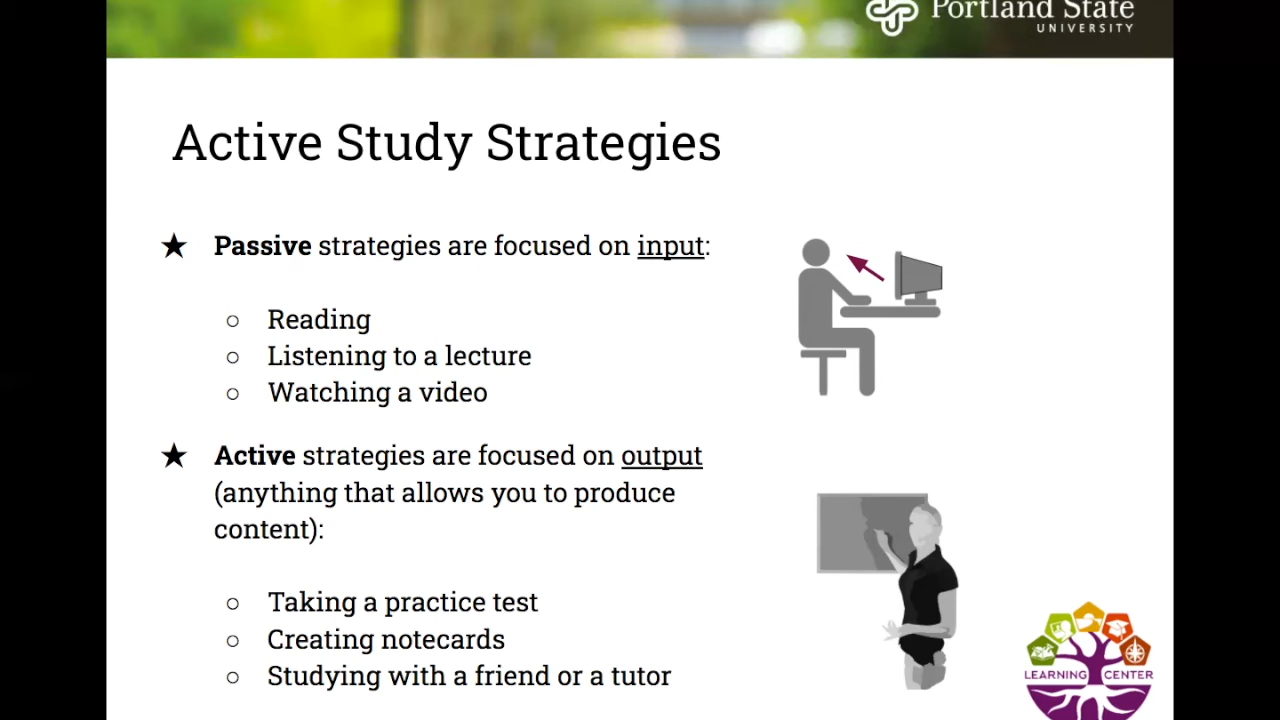 Portland State
UNIVERSITY
Active Study Strategies
★ Passive strategies are focused on input:
○ Reading
○ Listening to a lecture
○ Watching a video
★ Active strategies are focused on output
(anything that allows you to produce
content):
○ Taking a practice test
○ Creating notecards
○ Studying with a friend or a tutor
LEARNING CENTER